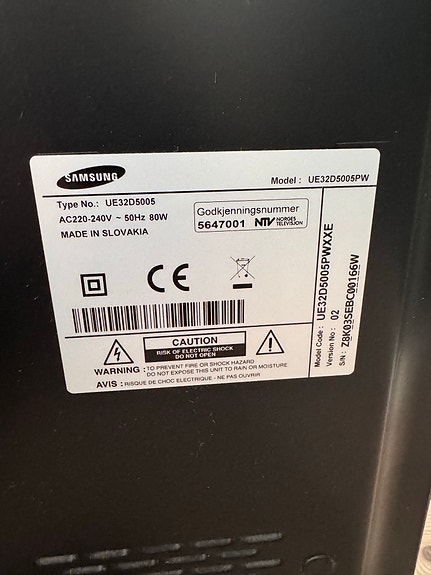 SAMSUNG
Model : UE32D5005PW
Type No.: UE32D5005
AC220-240V ~ 50Hz 80W
MADE IN SLOVAKIA
Godkjenningsnummer
5647001 NTV NORGES TELEVISJON
CE
CAUTION
RISK OF ELECTRIC SHOCK
DO NOT OPEN
WARNING : TO PREVENT FIRE OR SHOCK HAZARD
DO NOT EXPOSE THIS UNIT TO RAIN OR MOISTURE
AVIS : RISQUE DE CHOC ELECTRIQUE - NE PAS OUVRIR
Model Code : UE32D5005PWXXE
Version No : 02
S/N : Z8K03SEBC00166W